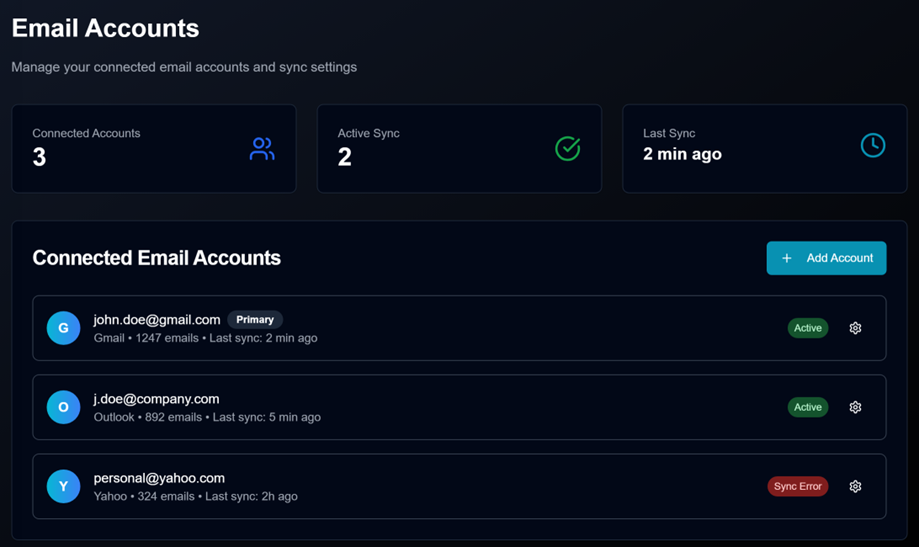 Email Accounts
Manage your connected email accounts and sync settings
Connected Accounts
3
Active Sync
2
Last Sync
2 min ago
Connected Email Accounts
+ Add Account
G
john.doe@gmail.com Primary
Gmail • 1247 emails • Last sync: 2 min ago
Active
O
j.doe@company.com
Outlook • 892 emails • Last sync: 5 min ago
Active
Y
personal@yahoo.com
Yahoo • 324 emails • Last sync: 2h ago
Sync Error